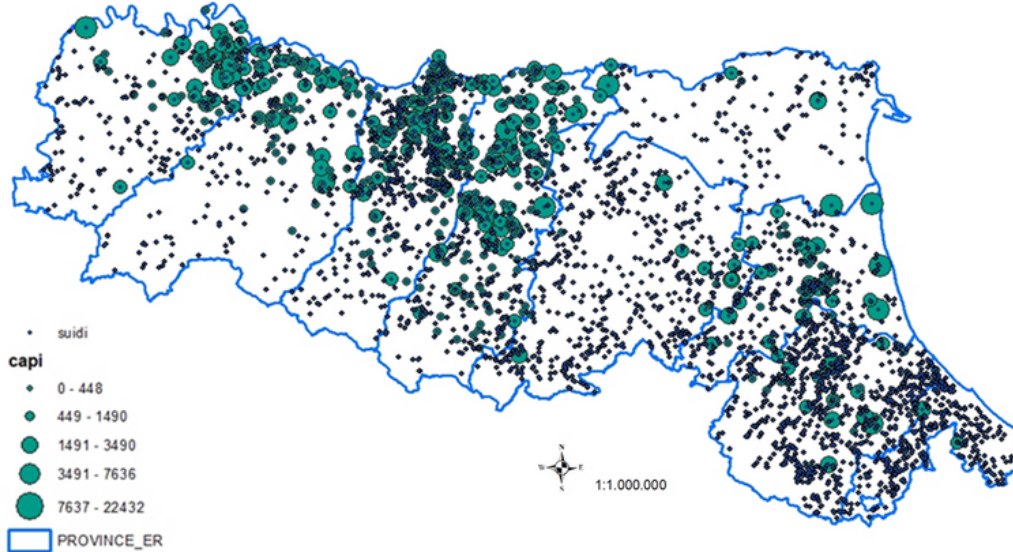 suidi
capi
0 - 448
449 - 1490
1491 - 3490
3491 - 7636
7637 - 22432
PROVINCE_ER
N
W E
S
1:1.000.000